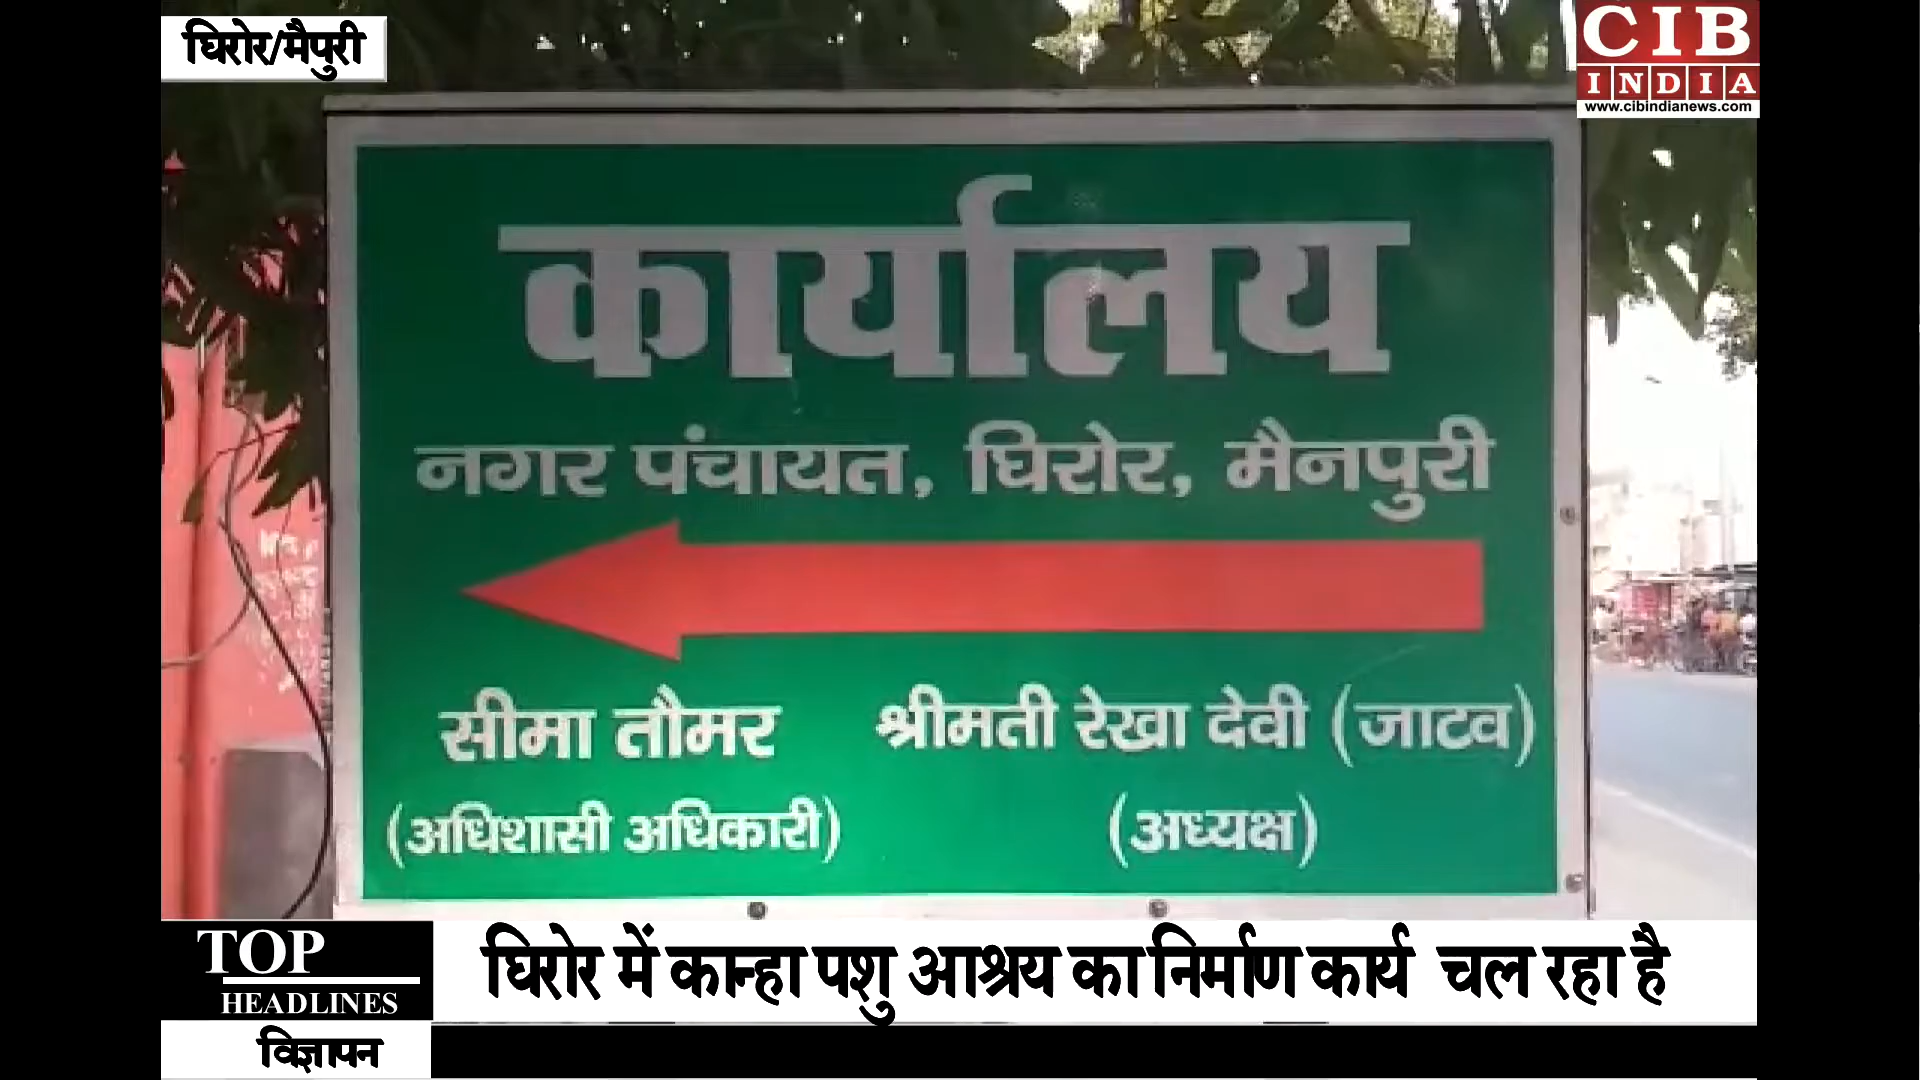 घिरोर/मैपुरी
CIB
INDIA
www.cibindianews.com
कार्यालय
नगर पंचायत, घिरोर, मैनपुरी
सीमा तौमर श्रीमती रेखा देवी (जाटव)
(अधिशासी अधिकारी) (अध्यक्ष)
TOP
HEADLINES
घिरोर में कान्हा पशु आश्रय का निर्माण कार्य चल रहा है
विज्ञापन